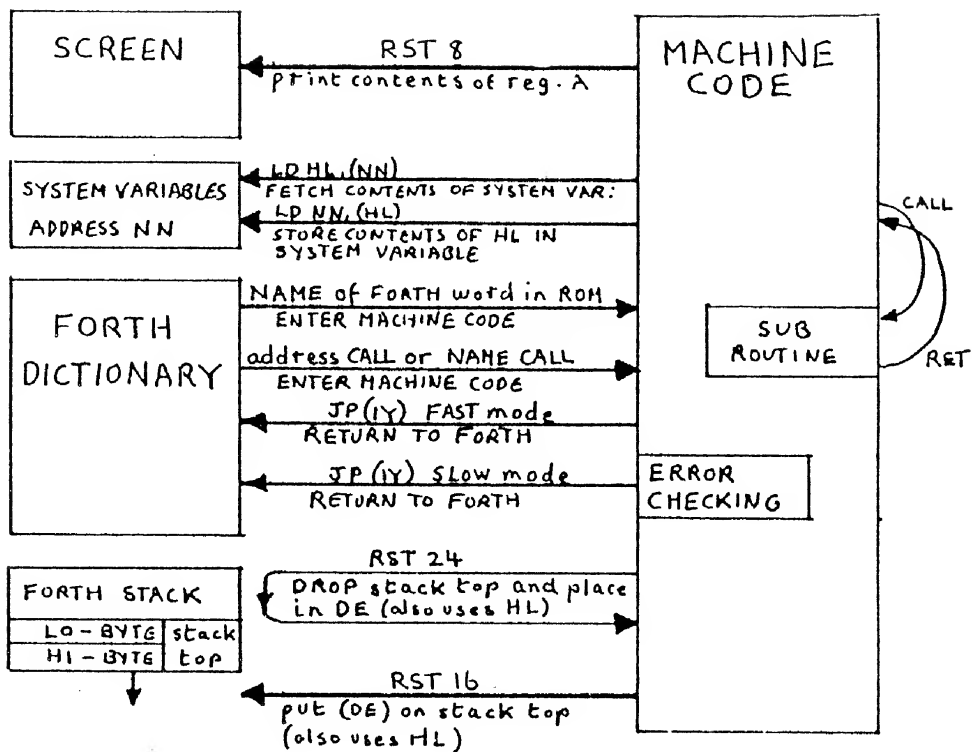 SCREEN
RST 8
print contents of reg. A
MACHINE
CODE
SYSTEM VARIABLES
ADDRESS NN
LD HL, (NN)
FETCH CONTENTS OF SYSTEM VAR:
LD NN, (HL)
STORE CONTENTS OF HL IN
SYSTEM VARIABLE
CALL
SUB
ROUTINE
RET
FORTH
DICTIONARY
NAME of FORTH word in ROM
ENTER MACHINE CODE
address CALL or NAME CALL
ENTER MACHINE CODE
JP (IY) FAST mode
RETURN TO FORTH
JP (IY) SLOW mode
RETURN TO FORTH
ERROR
CHECKING
FORTH STACK
LO-BYTE
HI-BYTE
stack
top
RST 24
DROP stack top and place
in DE (also uses HL)
RST 16
put (DE) on stack top
(also uses HL)